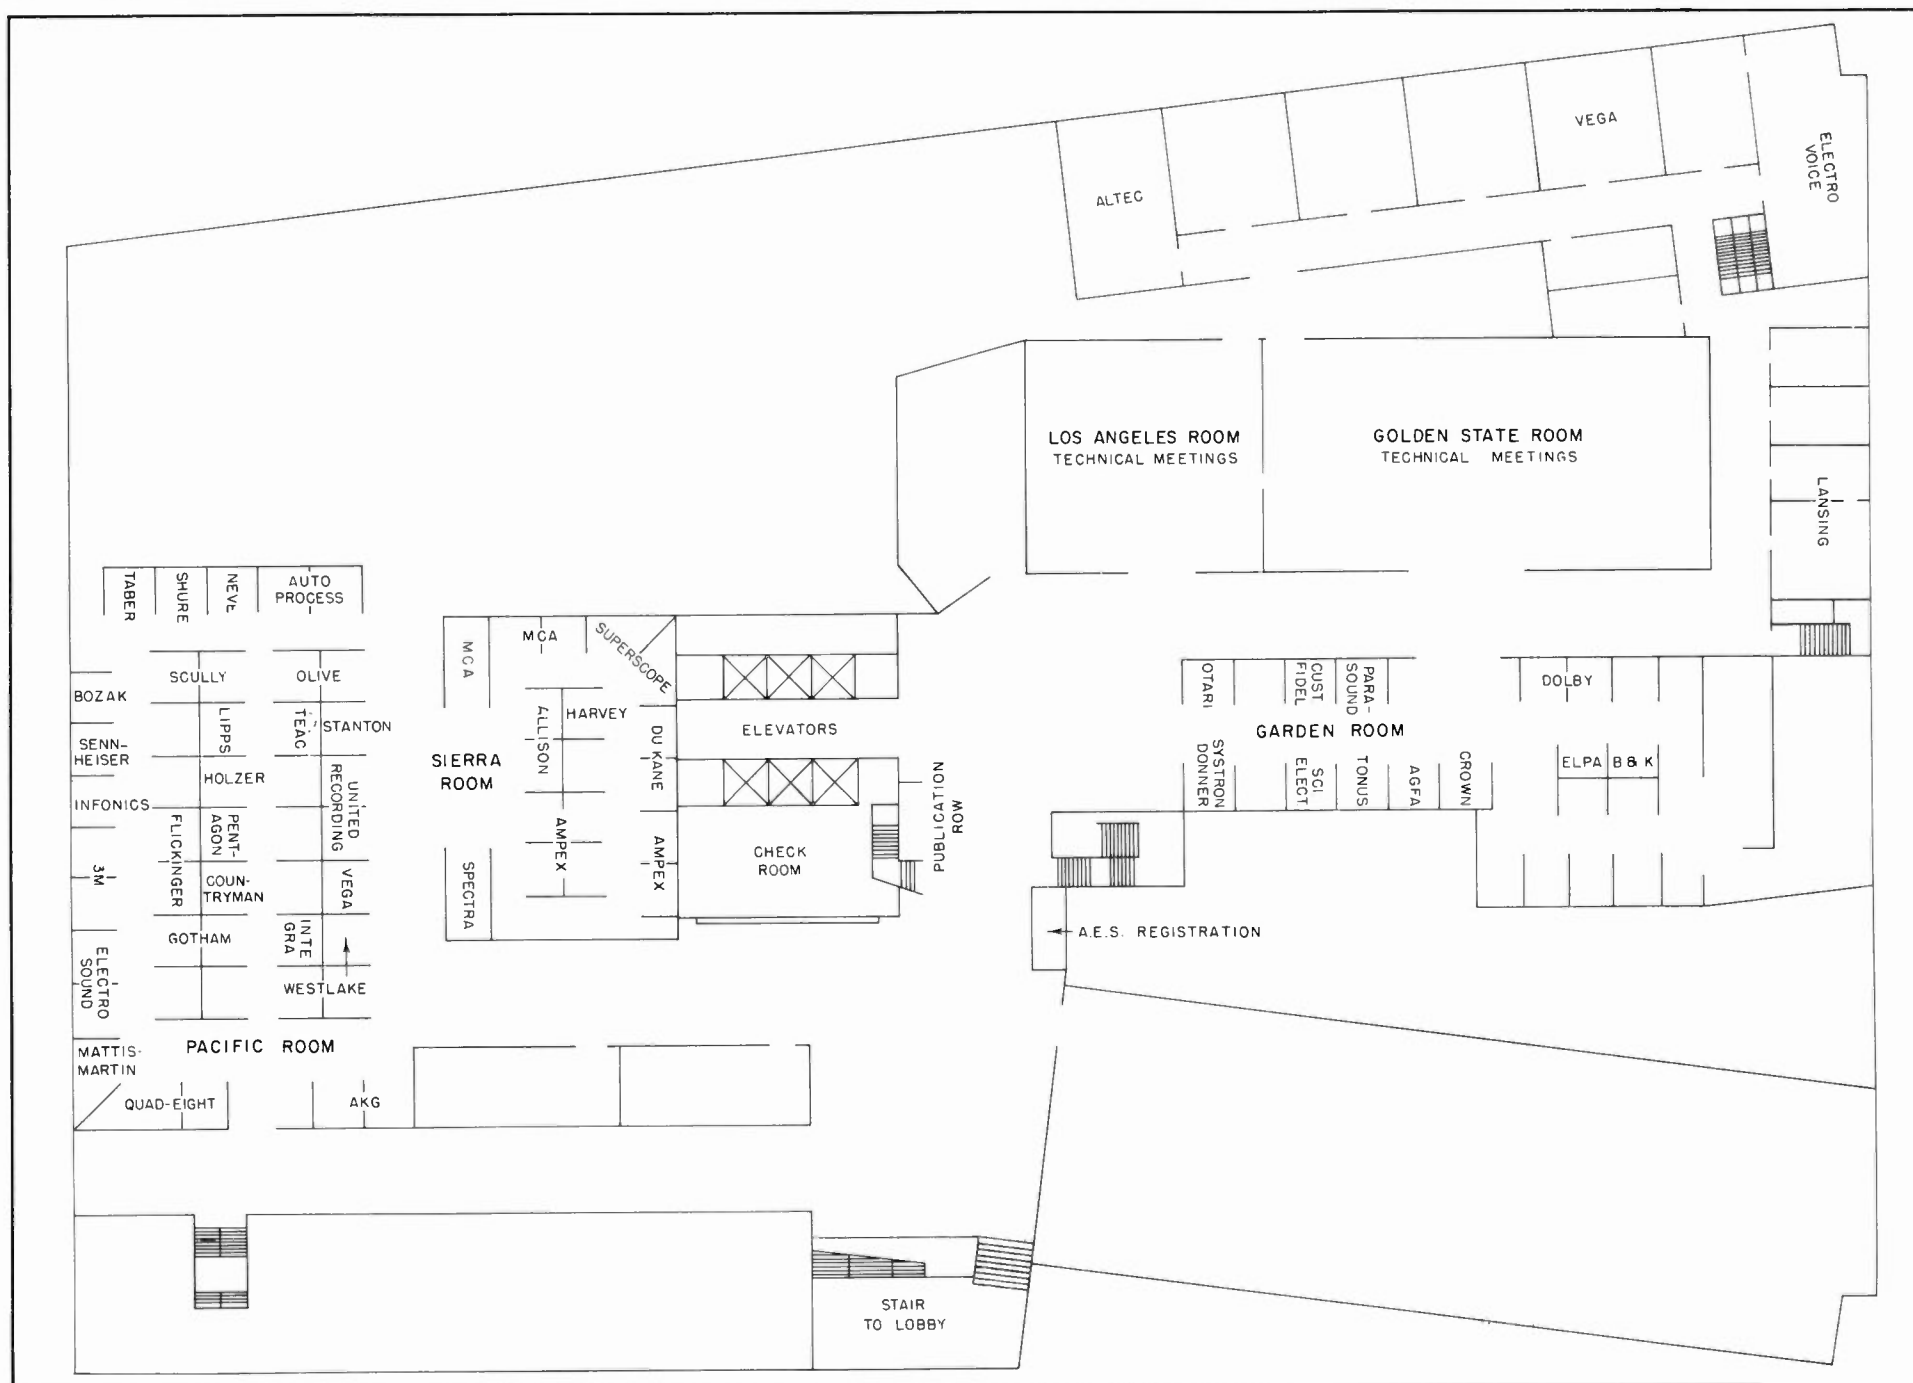 VEGA
ELECTRO
VOICE
ALTEC
LOS ANGELES ROOM
TECHNICAL MEETINGS
GOLDEN STATE ROOM
TECHNICAL MEETINGS
LANSING
TABER
SHURE
NEVE
AUTO
PROCESS
SCULLY
OLIVE
BOZAK
LIPPS
TEAC
STANTON
SENN-
HEISER
HOLZER
UNITED
RECORDING
INFONICS
FLICKINGER
PENT-
AGON
3M
COUN-
TRYMAN
VEGA
GOTHAM
INTE
GRA
ELECTRO
SOUND
WESTLAKE
PACIFIC ROOM
MATTIS-
MARTIN
QUAD-EIGHT
AKG
MCA
MCA
SUPERSCOPE
ALLISON
HARVEY
SIERRA
ROOM
DU KANE
AMPEX
AMPEX
SPECTRA
ELEVATORS
CHECK
ROOM
PUBLICATION
ROW
OTARI
CUST
FIDEL
PARA-
SOUND
DOLBY
GARDEN ROOM
SYSTRON
DONNER
SCI
ELECT
TONUS
AGFA
CROWN
ELPA
B & K
A.E.S. REGISTRATION
STAIR
TO LOBBY